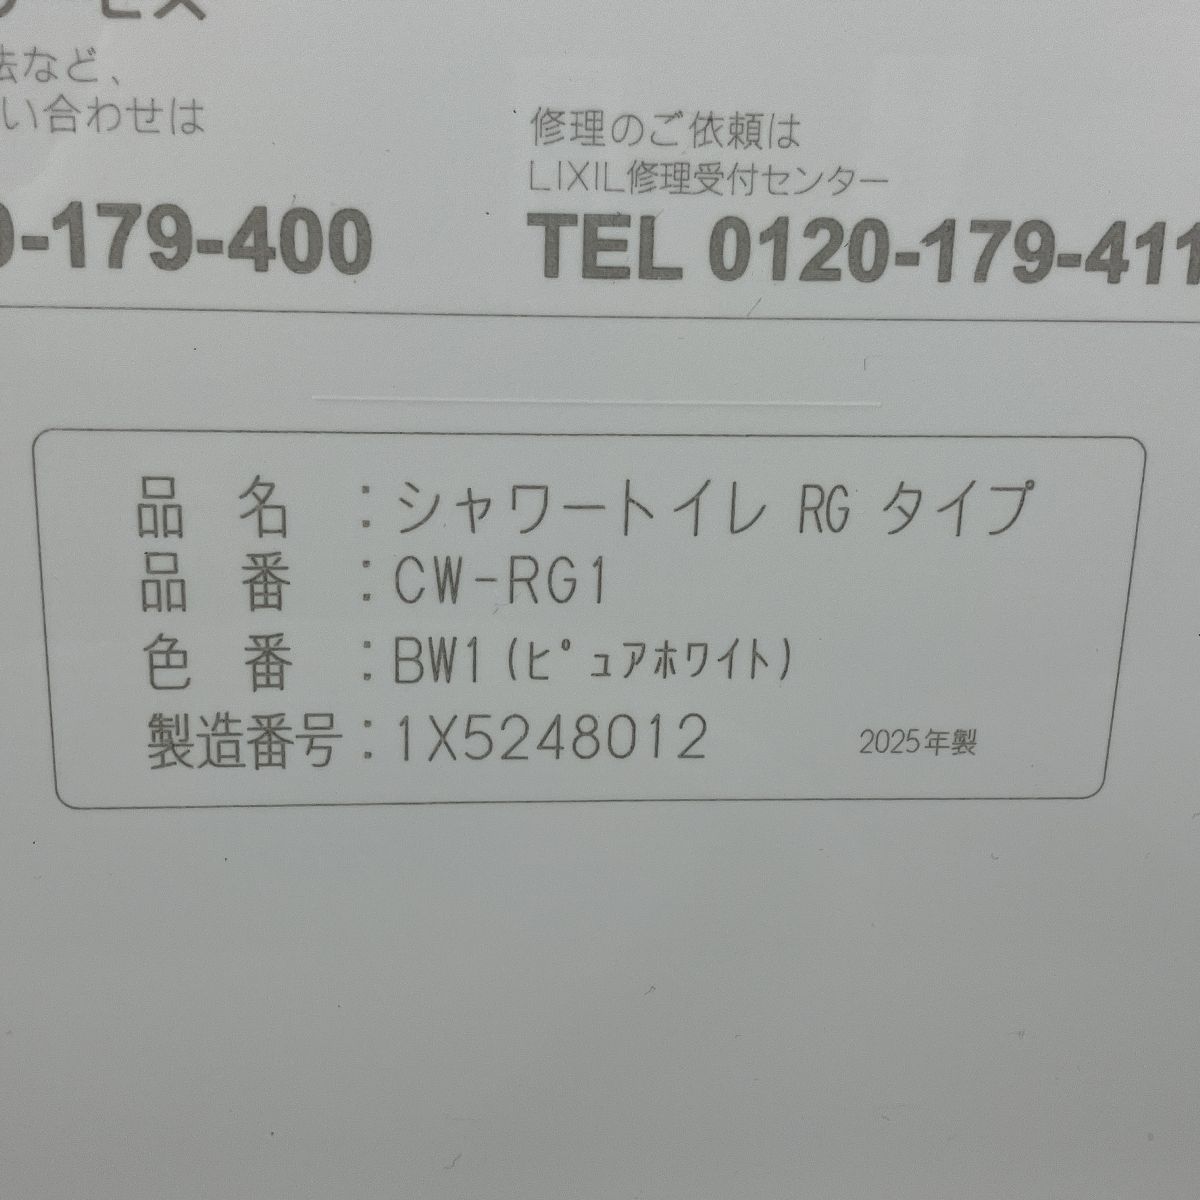 ービス
法など、
い合わせは
-179-400
修理のご依頼は
LIXIL修理受付センター
TEL 0120-179-411
品 名 :シャワートイレ RG タイプ
品 番 :CW-RG1
色 番 :BW1(ピュアホワイト)
製造番号:1X5248012 2025年製